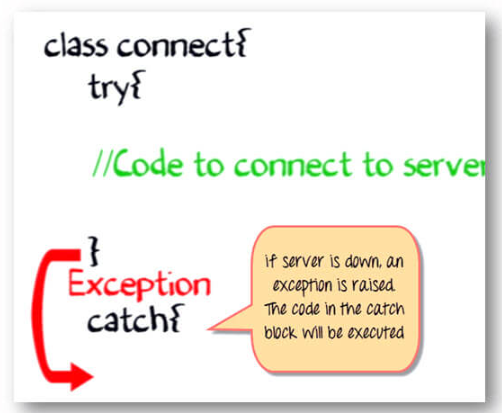 class connect{
try{
//Code to connect to server
}
Exception
catch{
if server is down, an
exception is raised.
The code in the catch
block will be executed